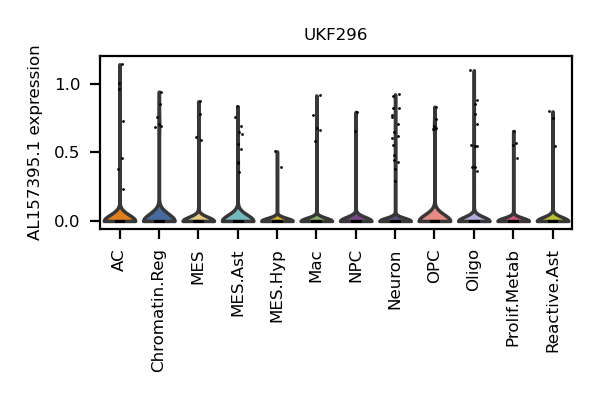 UKF296
AL157395.1 expression
1.0
0.5
0.0
AC
Chromatin.Reg
MES
MES.Ast
MES.Hyp
Mac
NPC
Neuron
OPC
Oligo
Prolif.Metab
Reactive.Ast